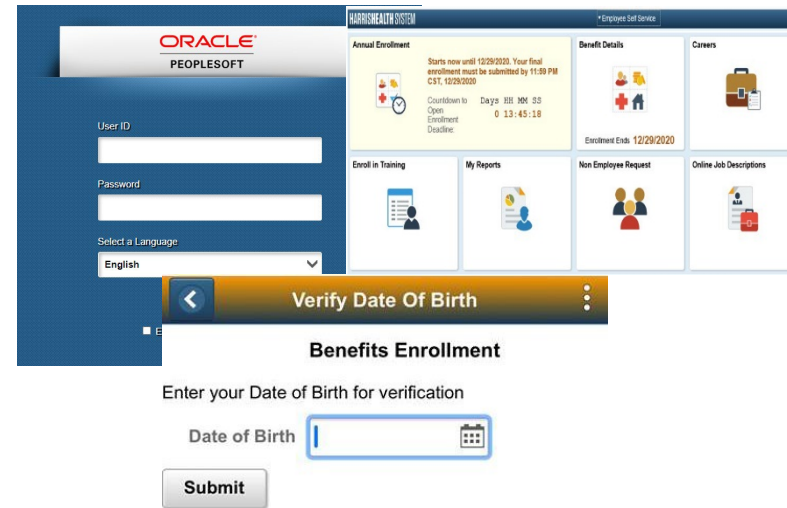 ORACLE
PEOPLESOFT
User ID
Password
Select a Language
English
HARRISHEALTH SYSTEM
Employee Self Service
Annual Enrollment
Starts now until 12/29/2020. Your final
enrollment must be submitted by 11:59 PM
CST, 12/29/2020
Countdown to
Open
Enrollment
Deadline:
Days HH MM SS
0 13:45:18
Benefit Details
Enrollment Ends 12/29/2020
Careers
Enroll in Training
My Reports
Non Employee Request
Online Job Descriptions
Verify Date Of Birth
Benefits Enrollment
Enter your Date of Birth for verification
Date of Birth
Submit